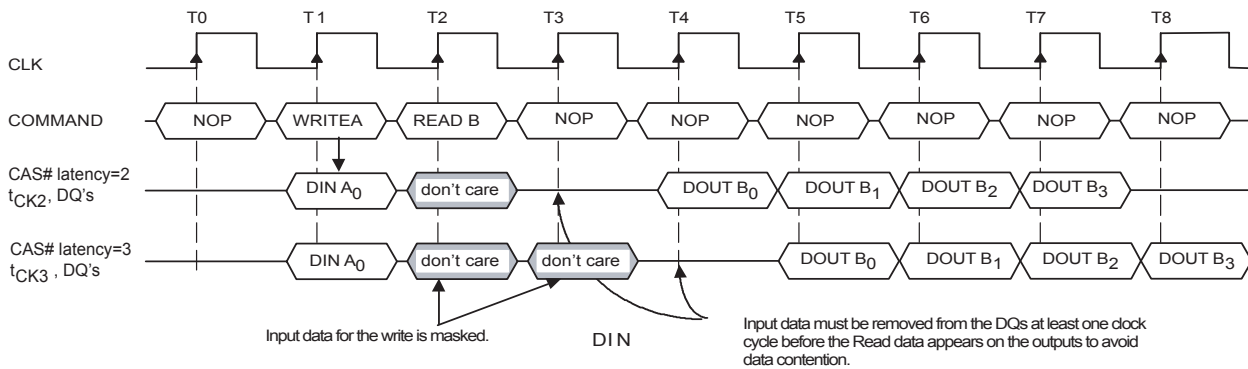 T0 T1 T2 T3 T4 T5 T6 T7 T8
CLK
COMMAND NOP WRITEA READ B NOP NOP NOP NOP NOP NOP
CAS# latency=2
tCK2, DQ's DIN A0 don't care DOUT B0 DOUT B1 DOUT B2 DOUT B3
CAS# latency=3
tCK3 , DQ's DIN A0 don't care don't care DOUT B0 DOUT B1 DOUT B2 DOUT B3
Input data for the write is masked.
DIN
Input data must be removed from the DQs at least one clock
cycle before the Read data appears on the outputs to avoid
data contention.